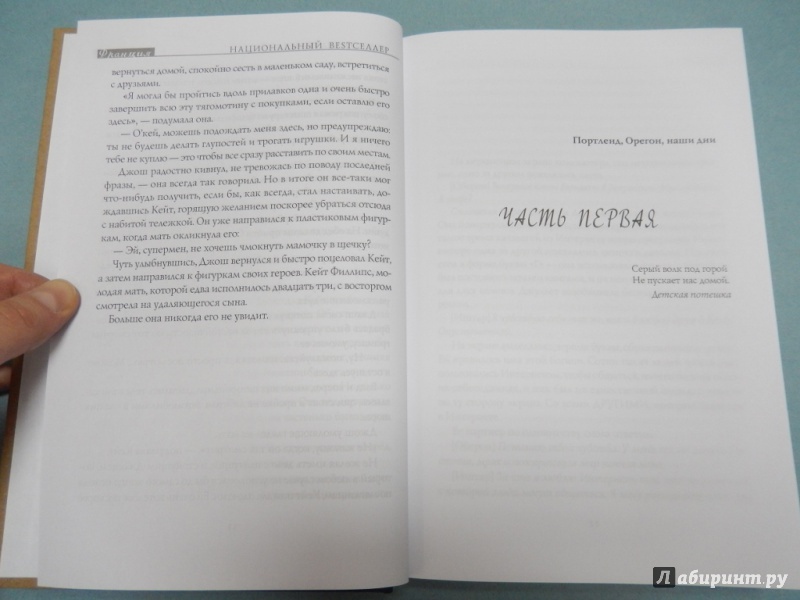 Франция НАЦИОНАЛЬНЫЙ BESTСЕЛЛЕР
вернуться домой, спокойно сесть в маленьком саду, встретиться
с друзьями.
«Я могла бы пройтись вдоль прилавков одна и очень быстро
завершить всю эту тягомотину с покупками, если оставлю его
здесь», — подумала она.
— О'кей, можешь подождать меня здесь, но предупреждаю:
ты не будешь делать глупостей и трогать игрушки. И я ничего
тебе не куплю — это чтобы все сразу расставить по своим местам.
Джош радостно кивнул, не тревожась по поводу последней
фразы, — она всегда так говорила. Но в итоге он все-таки мог
что-нибудь получить, если бы, как всегда, стал настаивать, до-
ждавшись Кейт, горящую желанием поскорее убраться отсюда
с набитой тележкой. Он уже направился к пластиковым фигур-
кам, когда мать окликнула его:
— Эй, супермен, не хочешь чмокнуть мамочку в щечку?
Чуть улыбнувшись, Джош вернулся и быстро поцеловал Кейт,
а затем направился к фигуркам своих героев. Кейт Филлипс, мо-
лодая мать, которой едва исполнилось двадцать три, с восторгом
смотрела на удаляющегося сына.
Больше она никогда его не увидит.
Портленд, Орегон, наши дни
ЧАСТЬ ПЕРВАЯ
Серый волк под горой
Не пускает нас домой.
Детская потешка
Лабиринт.ру